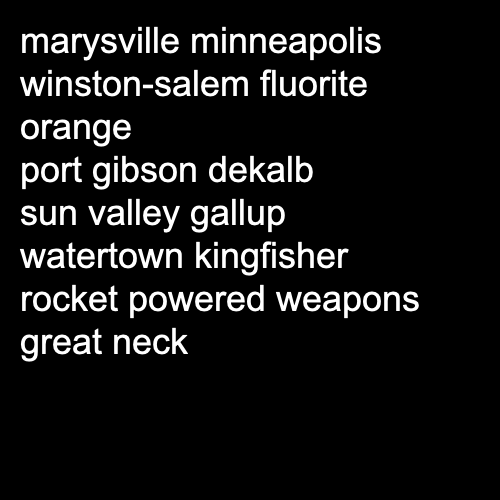 marysville minneapolis
winston-salem fluorite
orange
port gibson dekalb
sun valley gallup
watertown kingfisher
rocket powered weapons
great neck